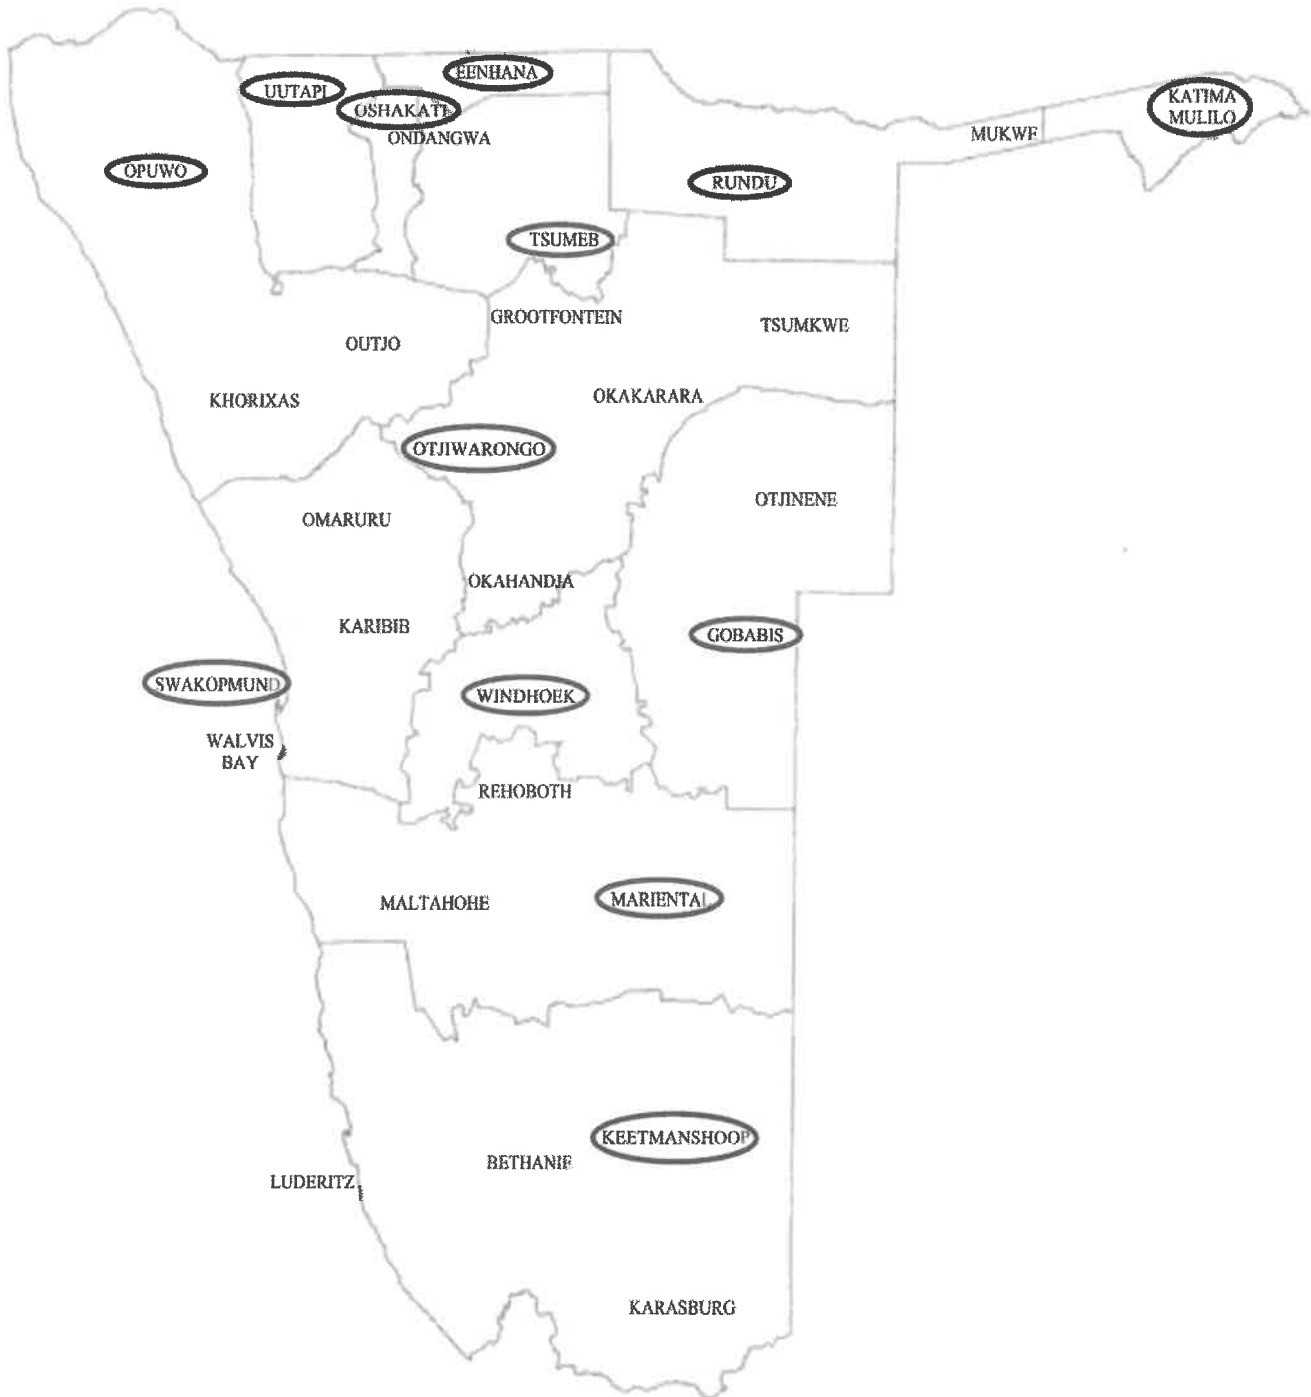 EENHANA
UUTAPI
OSHAKATI
KATIMA
MULILO
ONDANGWA
MUKWE
OPUWO
RUNDU
TSUMEB
GROOTFONTEIN
TSUMKWE
OUTJO
KHORIXAS
OKAKARARA
OTJIWARONGO
OTJINENE
OMARURU
OKAHANDJA
KARIBIB
GOBABIS
SWAKOPMUND
WINDHOEK
WALVIS
BAY
REHOBOTH
MALTAHOHE
MARIENTAL
KEETMANSHOOP
BETHANIE
LUDERITZ
KARASBURG